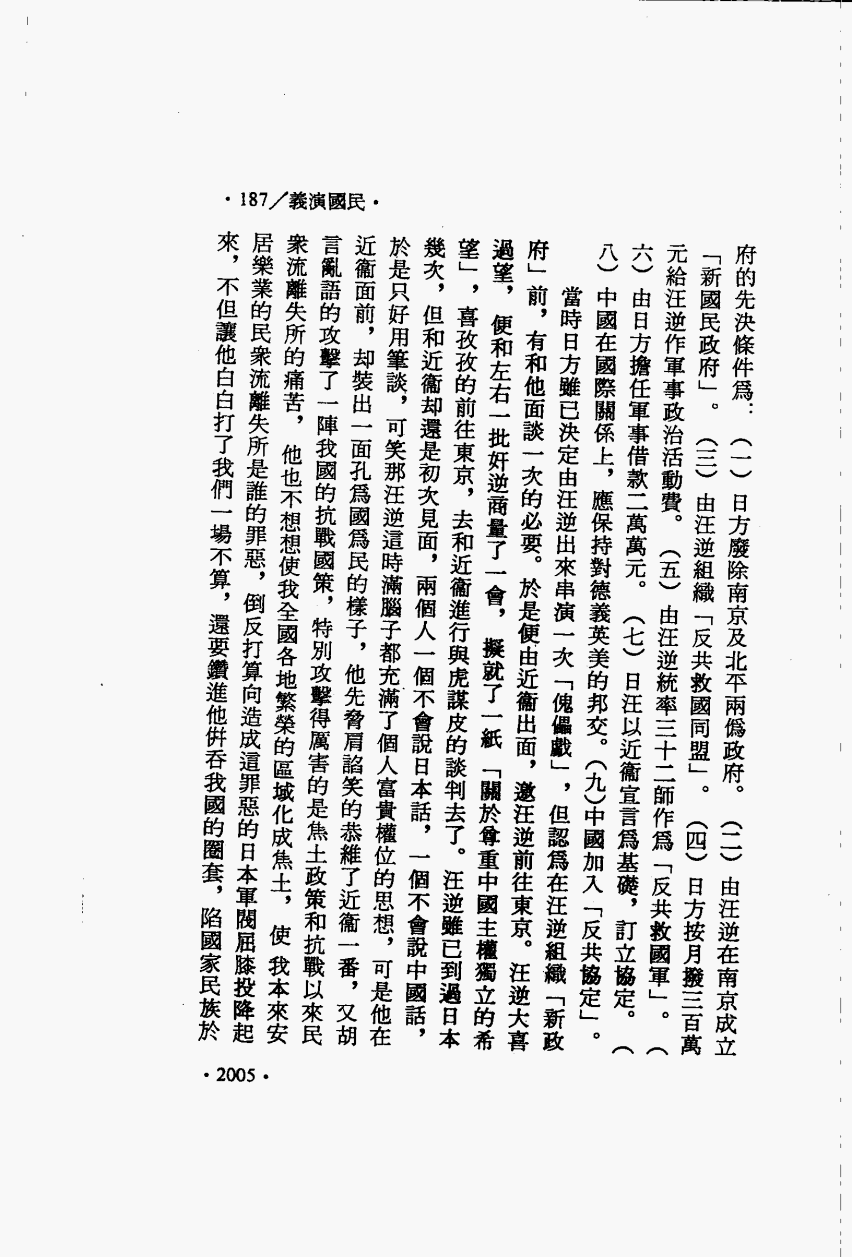 ・187／義演國民・
府的先決條件爲：（一）日方廢除南京及北平兩僞政府。（二）由汪逆在南京成立
「新國民政府」。（三）由汪逆組織「反共救國同盟」。（四）日方按月撥三百萬
元給汪逆作軍事政治活動費。（五）由汪逆統率三十二師作爲「反共救國軍」。（
六）由日方擔任軍事借款二萬萬元。（七）日汪以近衞宣言爲基礎，訂立協定。（
八）中國在國際關係上，應保持對德義英美的邦交。（九）中國加入「反共協定」。
當時日方雖已決定由汪逆出來串演一次「傀儡戲」，但認爲在汪逆組織「新政
府」前，有和他面談一次的必要。於是便由近衞出面，邀汪逆前往東京。汪逆大喜
過望，便和左右一批奸逆商量了一會，擬就了一紙「關於尊重中國主權獨立的希
望」，喜孜孜的前往東京，去和近衞進行與虎謀皮的談判去了。汪逆雖已到過日本
幾次，但和近衞却還是初次見面，兩個人一個不會說日本話，一個不會說中國話，
於是只好用筆談，可笑那汪逆這時滿腦子都充滿了個人富貴權位的思想，可是他在
近衞面前，却裝出一面孔爲國爲民的樣子，他先脅肩諂笑的恭維了近衞一番，又胡
言亂語的攻擊了一陣我國的抗戰國策，特別攻擊得厲害的是焦土政策和抗戰以來民
衆流離失所的痛苦，他也不想想使我全國各地繁榮的區域化成焦土，使我本來安
居樂業的民衆流離失所是誰的罪惡，倒反打算向造成這罪惡的日本軍閥屈膝投降起
來，不但讓他白白打了我們一場不算，還要鑽進他倂吞我國的圈套，陷國家民族於
・2005・